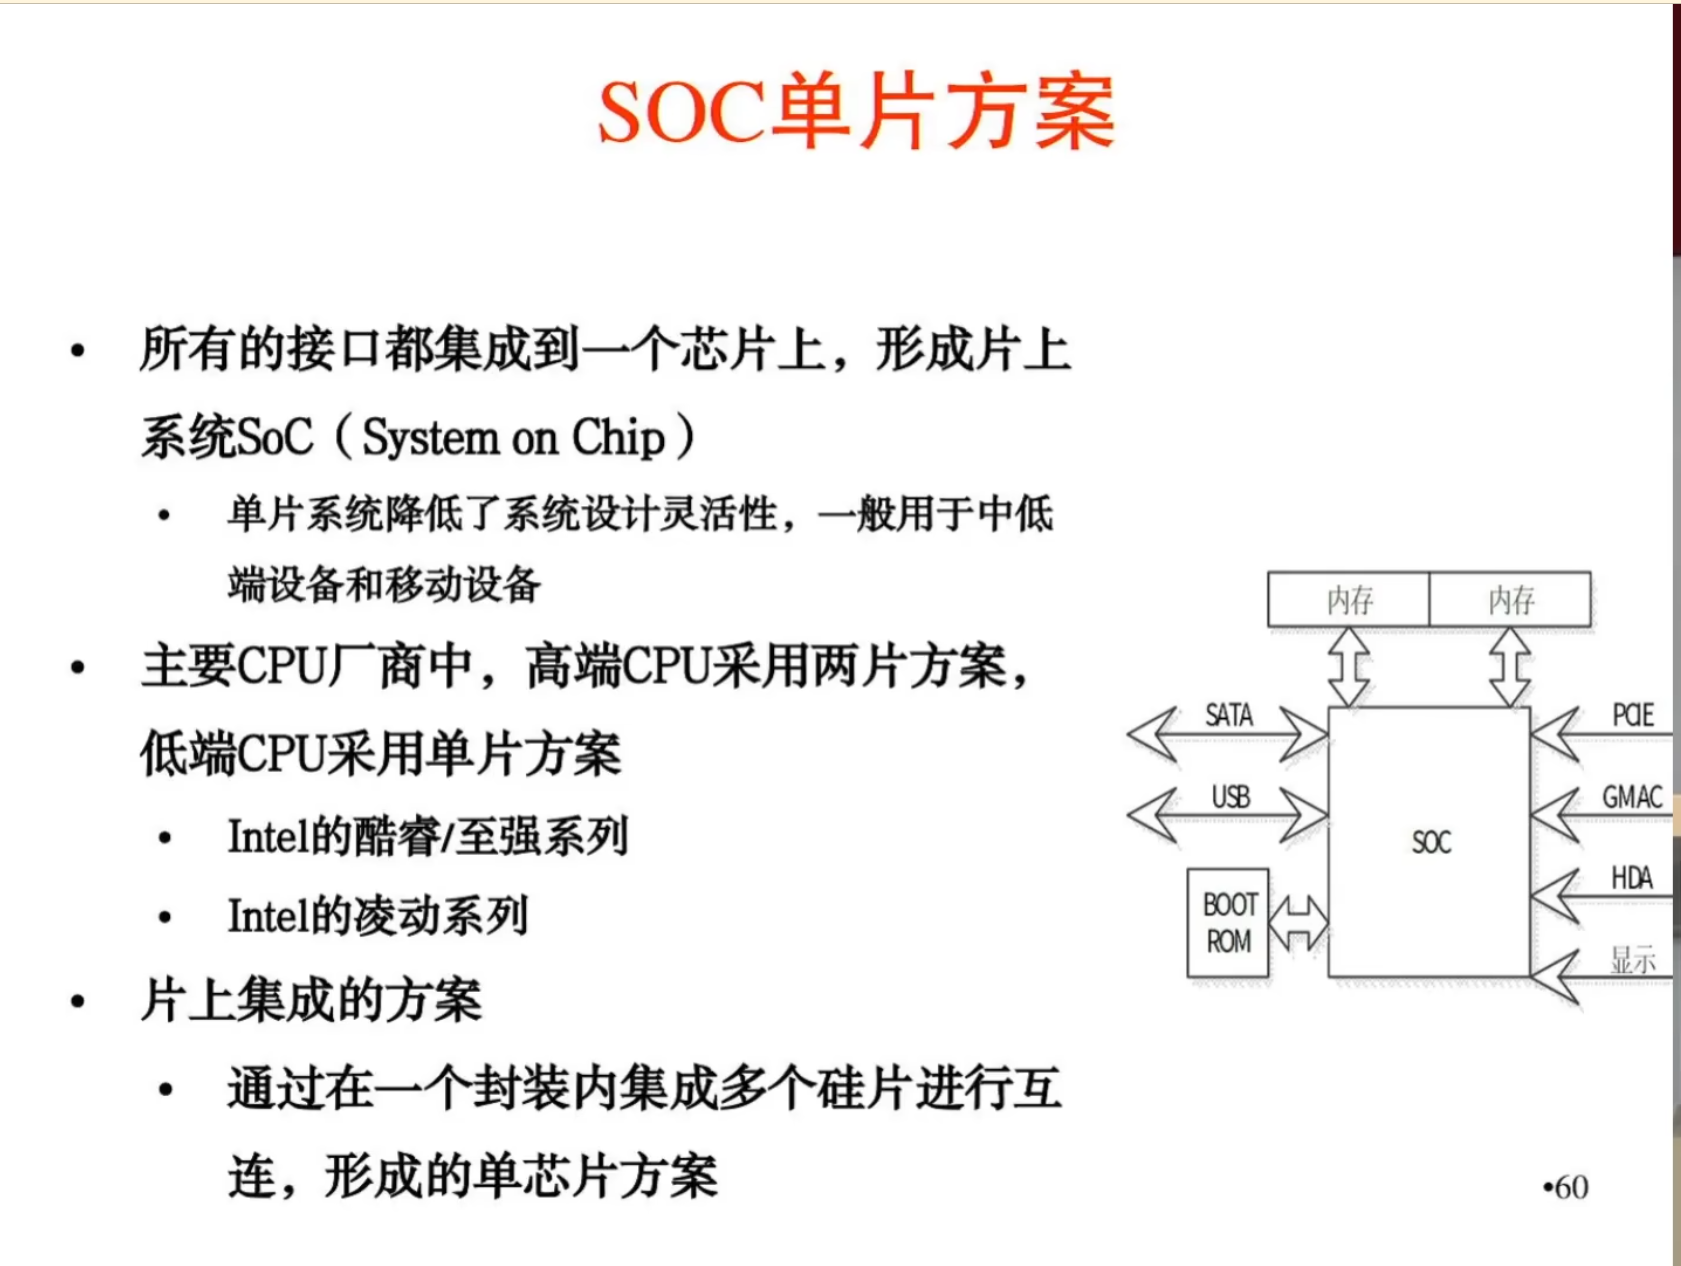 SOC单片方案
• 所有的接口都集成到一个芯片上，形成片上
系统SoC（System on Chip）
• 单片系统降低了系统设计灵活性，一般用于中低
端设备和移动设备
• 主要CPU厂商中，高端CPU采用两片方案，
低端CPU采用单片方案
• Intel的酷睿/至强系列
• Intel的凌动系列
• 片上集成的方案
• 通过在一个封装内集成多个硅片进行互
连，形成的单芯片方案
内存 内存
SATA
PCIE
USB
GMAC
SOC
HDA
BOOT
ROM
显示
•60